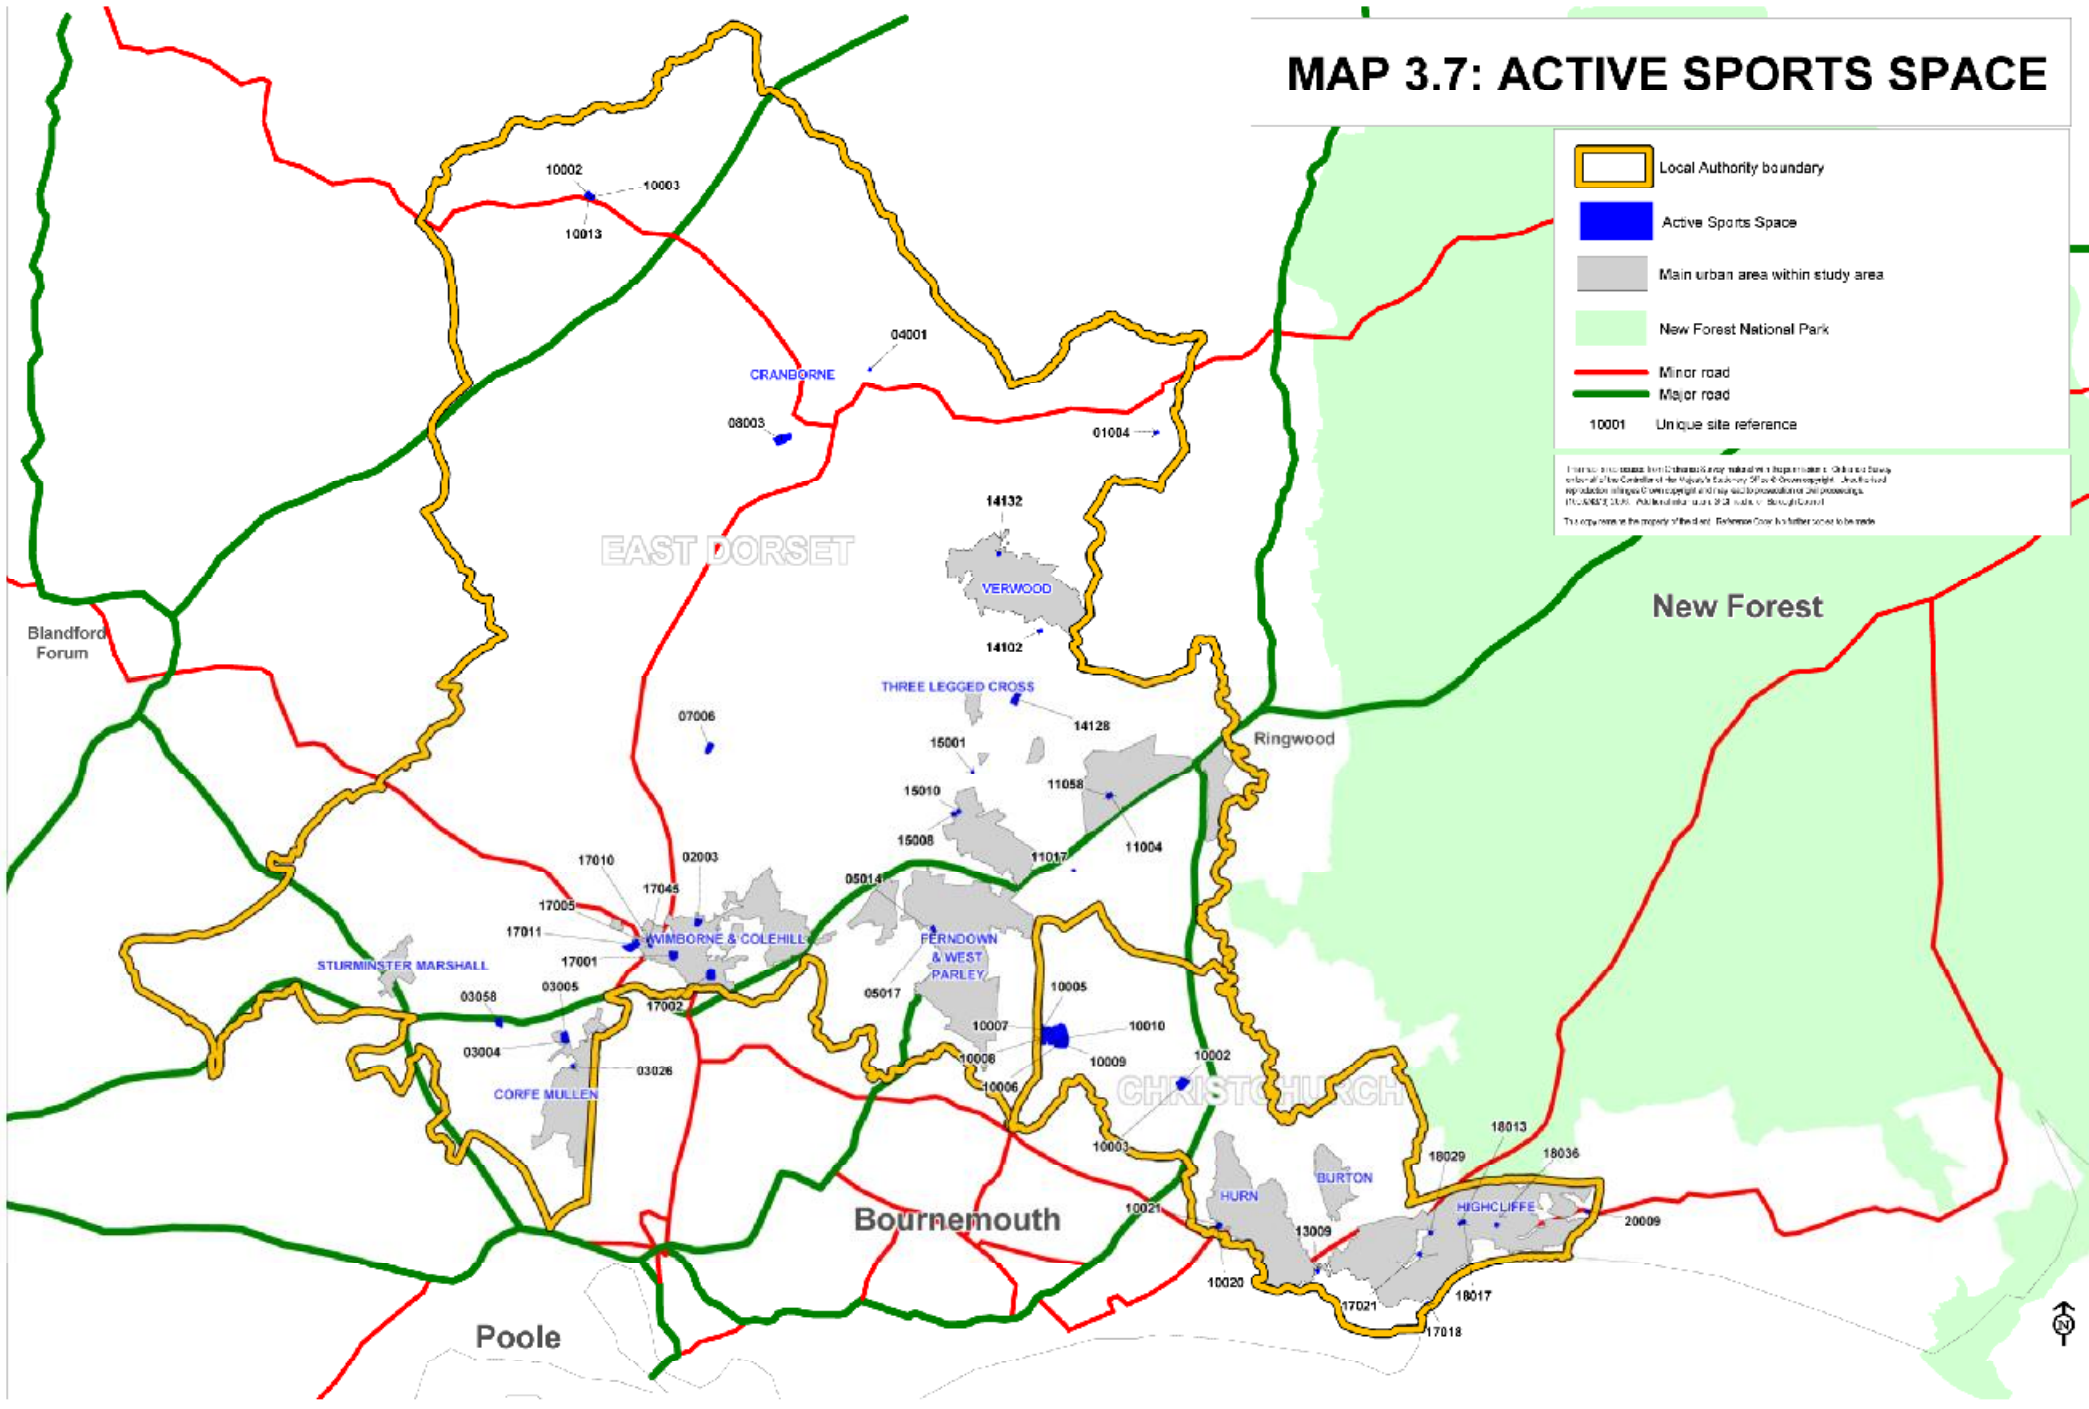 MAP 3.7: ACTIVE SPORTS SPACE
Local Authority boundary
Active Sports Space
Main urban area within study area
New Forest National Park
Minor road
Major road
10001 Unique site reference
10002
10003
10013
04001
CRANBORNE
08003
01004
14132
EAST DORSET
VERWOOD
New Forest
Blandford
Forum
14102
THREE LEGGED CROSS
07006
14128
Ringwood
15001
11058
15010
15008
11004
11017
17010
02003
05014
17045
17005
17011
WIMBORNE & COLEHILL
FERNDOWN
& WEST
PARLEY
17001
STURMINSTER MARSHALL
03058
03005
17002
05017
10005
10007
10010
03004
10008
10009
10002
03026
10006
CORFE MULLEN
CHRISTCHURCH
10003
18013
18029
18036
BURTON
HURN
HIGHCLIFFE
10021
Bournemouth
13009
20009
10020
17021
18017
17018
Poole
N